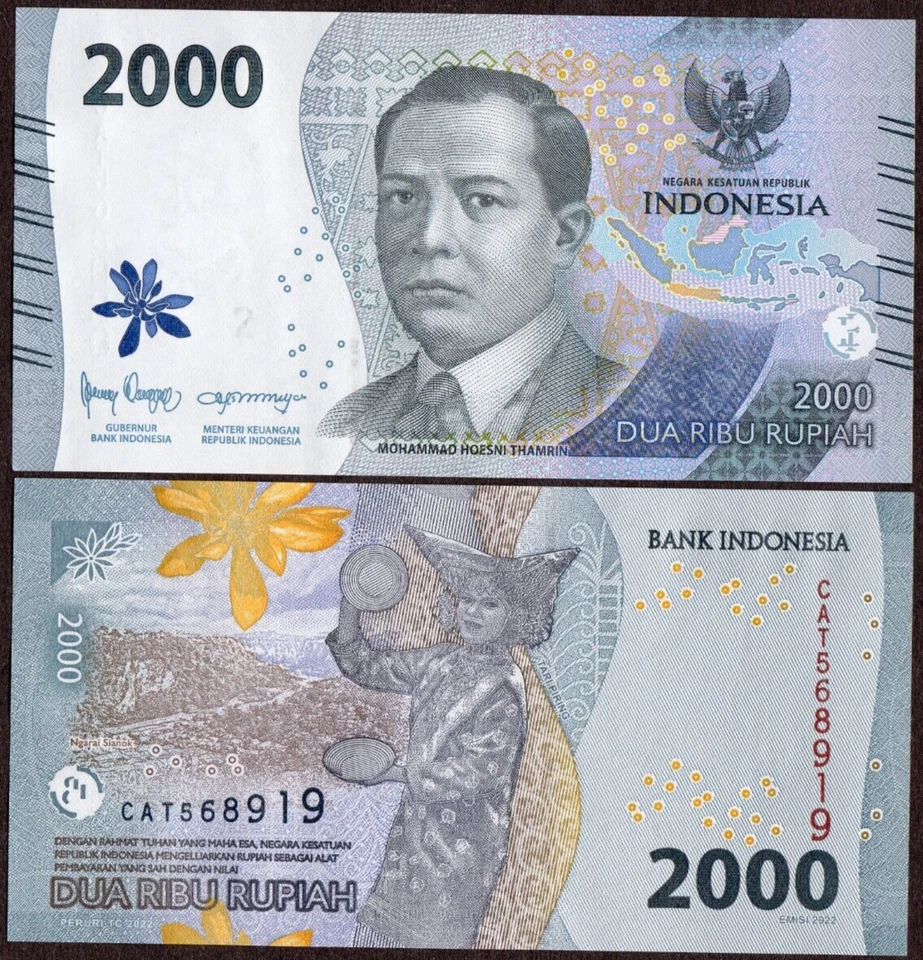 2000
NEGARA KESATUAN REPUBLIK
INDONESIA
GUBERNUR
BANK INDONESIA
MENTERI KEUANGAN
REPUBLIK INDONESIA
MOHAMMAD HOESNI THAMRIN
2000
DUA RIBU RUPIAH
BANK INDONESIA
CAT568919
2000
TARI PIRING
Ngarai Sianok
CAT568919
DENGAN RAHMAT TUHAN YANG MAHA ESA, NEGARA KESATUAN
REPUBLIK INDONESIA MENGELUARKAN RUPIAH SEBAGAI ALAT
PEMBAYARAN YANG SAH DENGAN NILAI
DUA RIBU RUPIAH
PERURI TC 2022
2000
EMISI 2022